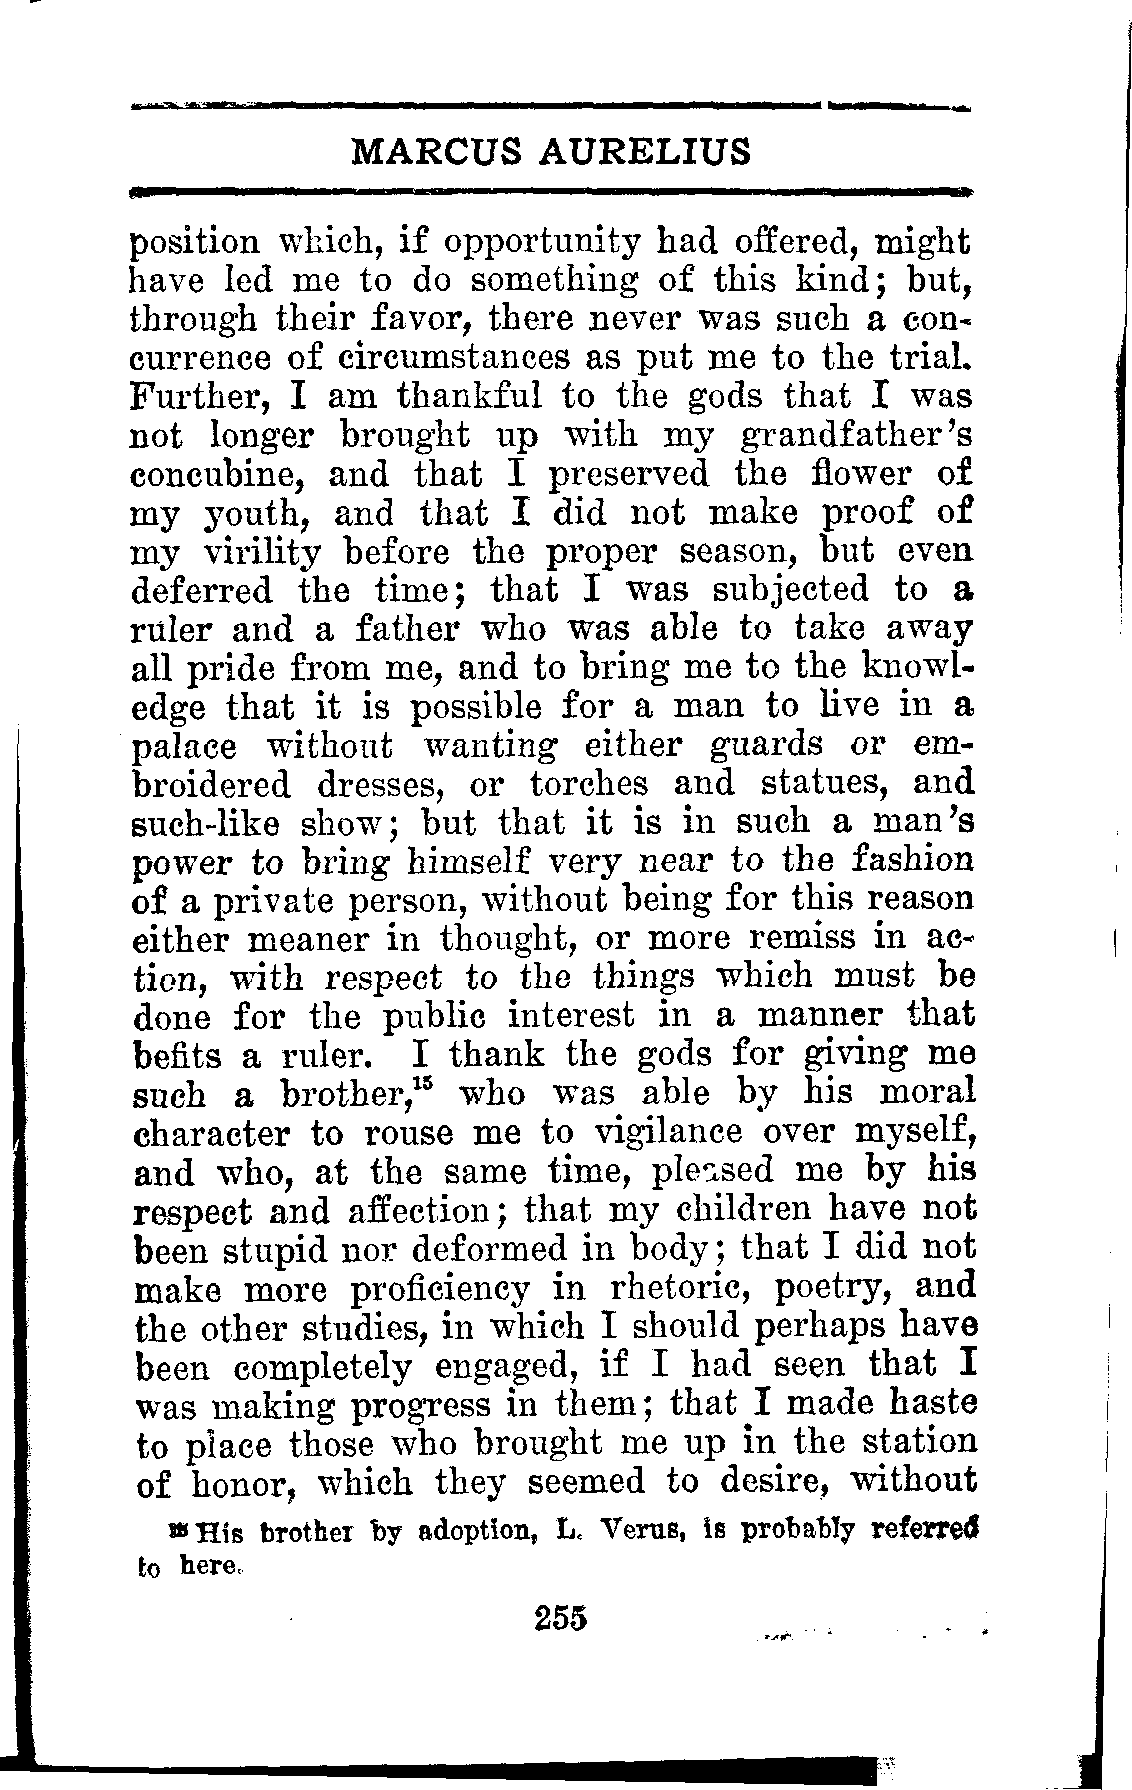 MARCUS AURELIUS
position which, if opportunity had offered, might
have led me to do something of this kind; but,
through their favor, there never was such a con-
currence of circumstances as put me to the trial.
Further, I am thankful to the gods that I was
not longer brought up with my grandfather's
concubine, and that I preserved the flower of
my youth, and that I did not make proof of
my virility before the proper season, but even
deferred the time; that I was subjected to a
ruler and a father who was able to take away
all pride from me, and to bring me to the knowl-
edge that it is possible for a man to live in a
palace without wanting either guards or em-
broidered dresses, or torches and statues, and
such-like show; but that it is in such a man's
power to bring himself very near to the fashion
of a private person, without being for this reason
either meaner in thought, or more remiss in ac-
tion, with respect to the things which must be
done for the public interest in a manner that
befits a ruler. I thank the gods for giving me
such a brother,¹⁵ who was able by his moral
character to rouse me to vigilance over myself,
and who, at the same time, pleased me by his
respect and affection; that my children have not
been stupid nor deformed in body; that I did not
make more proficiency in rhetoric, poetry, and
the other studies, in which I should perhaps have
been completely engaged, if I had seen that I
was making progress in them; that I made haste
to place those who brought me up in the station
of honor, which they seemed to desire, without
¹⁵ His brother by adoption, L. Verus, is probably referred
to here.
255